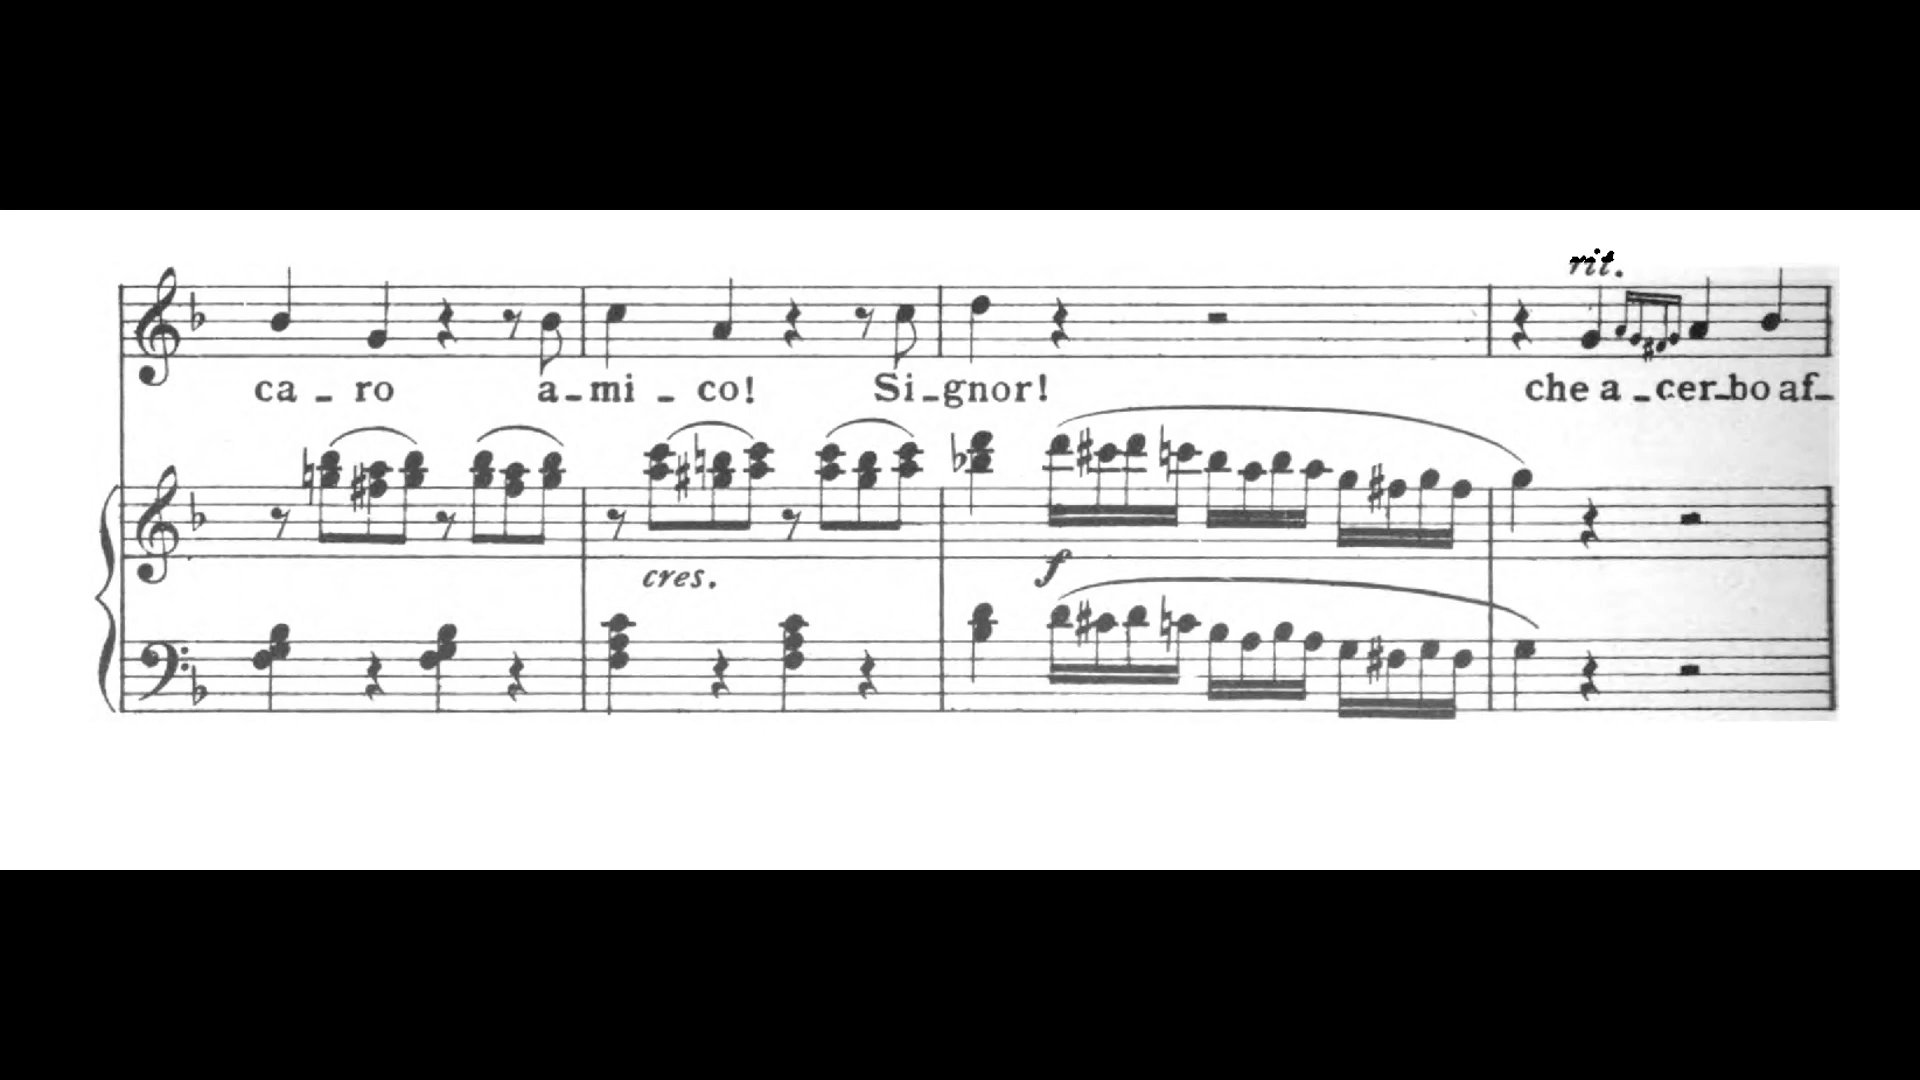 rit.
ca - ro a - mi - co! Si - gnor! che a - cer - bo af -
cres.
f